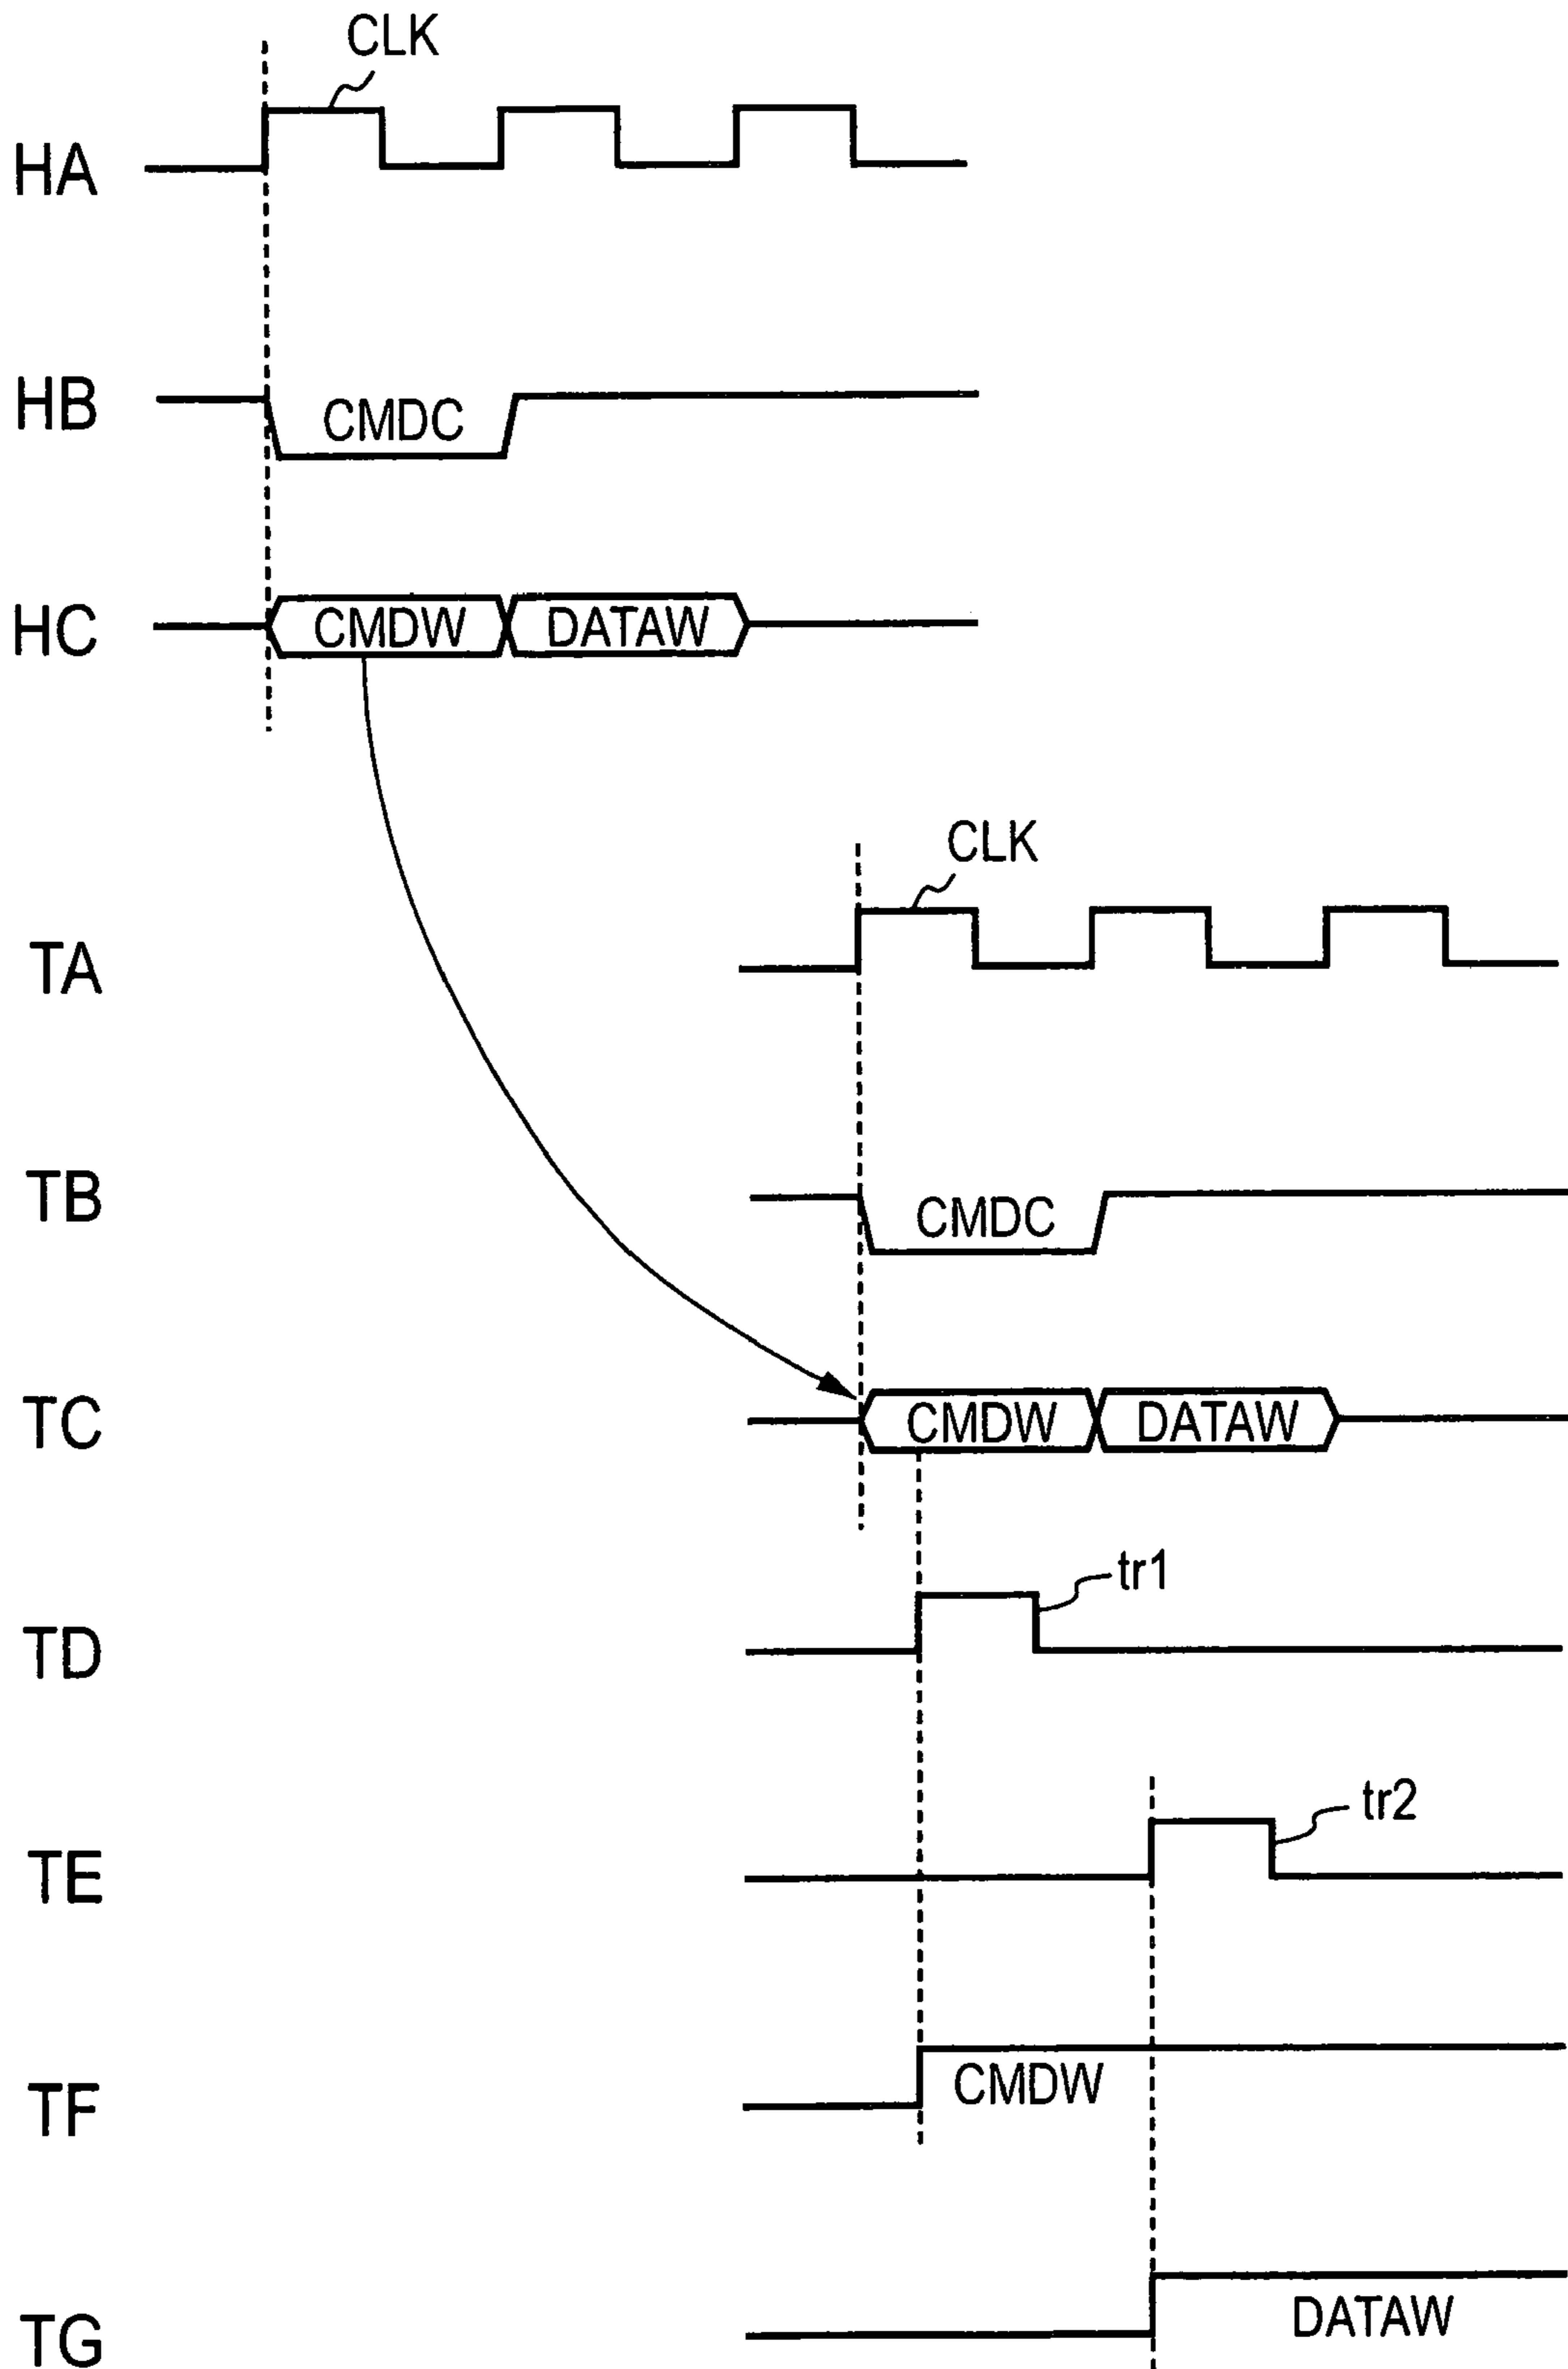 CLK
HA
HB
CMDC
HC
CMDW DATAW
CLK
TA
TB
CMDC
TC
CMDW DATAW
tr1
TD
tr2
TE
TF
CMDW
TG
DATAW